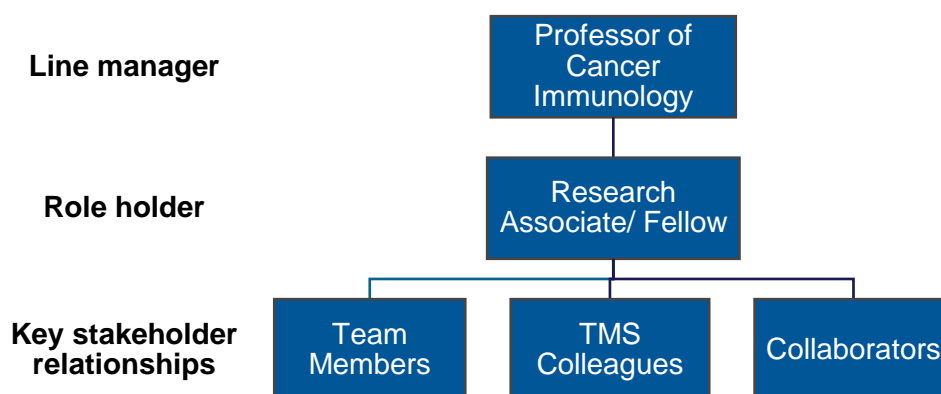 Line manager
Professor of
Cancer
Immunology
Role holder
Research
Associate/ Fellow
Key stakeholder
relationships
Team
Members
TMS
Colleagues
Collaborators